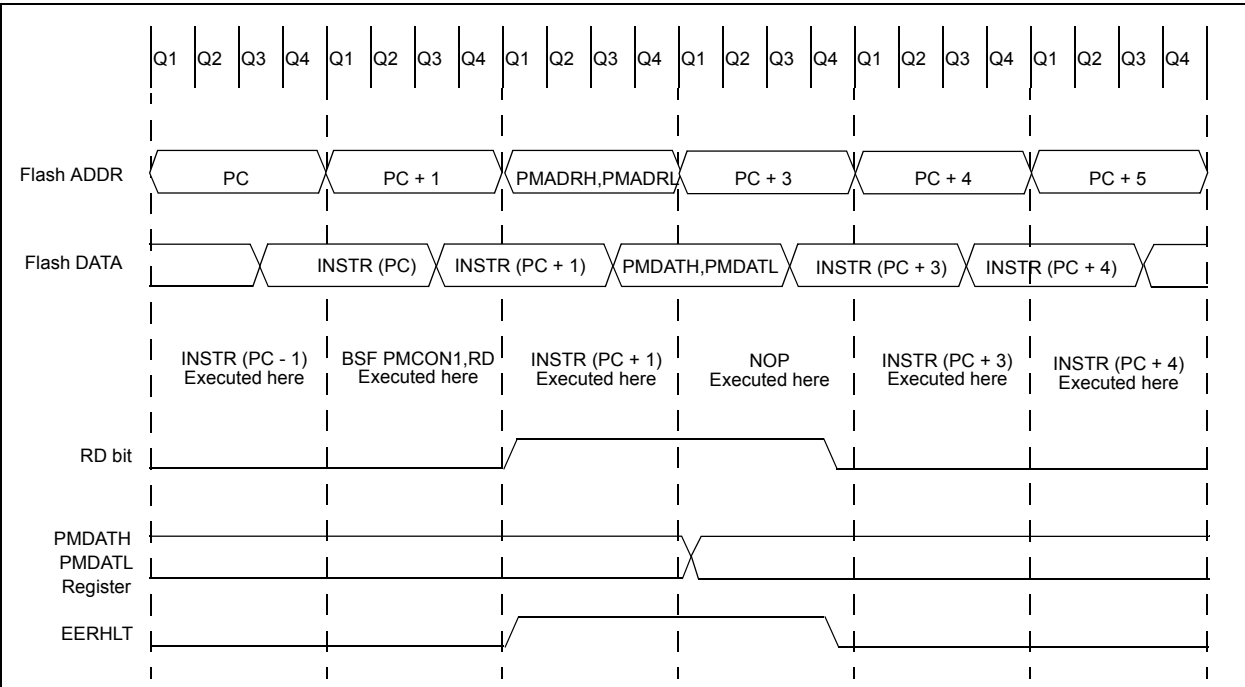 Q1 Q2 Q3 Q4 Q1 Q2 Q3 Q4 Q1 Q2 Q3 Q4 Q1 Q2 Q3 Q4 Q1 Q2 Q3 Q4 Q1 Q2 Q3 Q4
Flash ADDR PC PC + 1 PMADRH,PMADRL PC + 3 PC + 4 PC + 5
Flash DATA INSTR (PC) INSTR (PC + 1) PMDATH,PMDATL INSTR (PC + 3) INSTR (PC + 4)
INSTR (PC - 1)
Executed here
BSF PMCON1,RD
Executed here
INSTR (PC + 1)
Executed here
NOP
Executed here
INSTR (PC + 3)
Executed here
INSTR (PC + 4)
Executed here
RD bit
PMDATH
PMDATL
Register
EERHLT